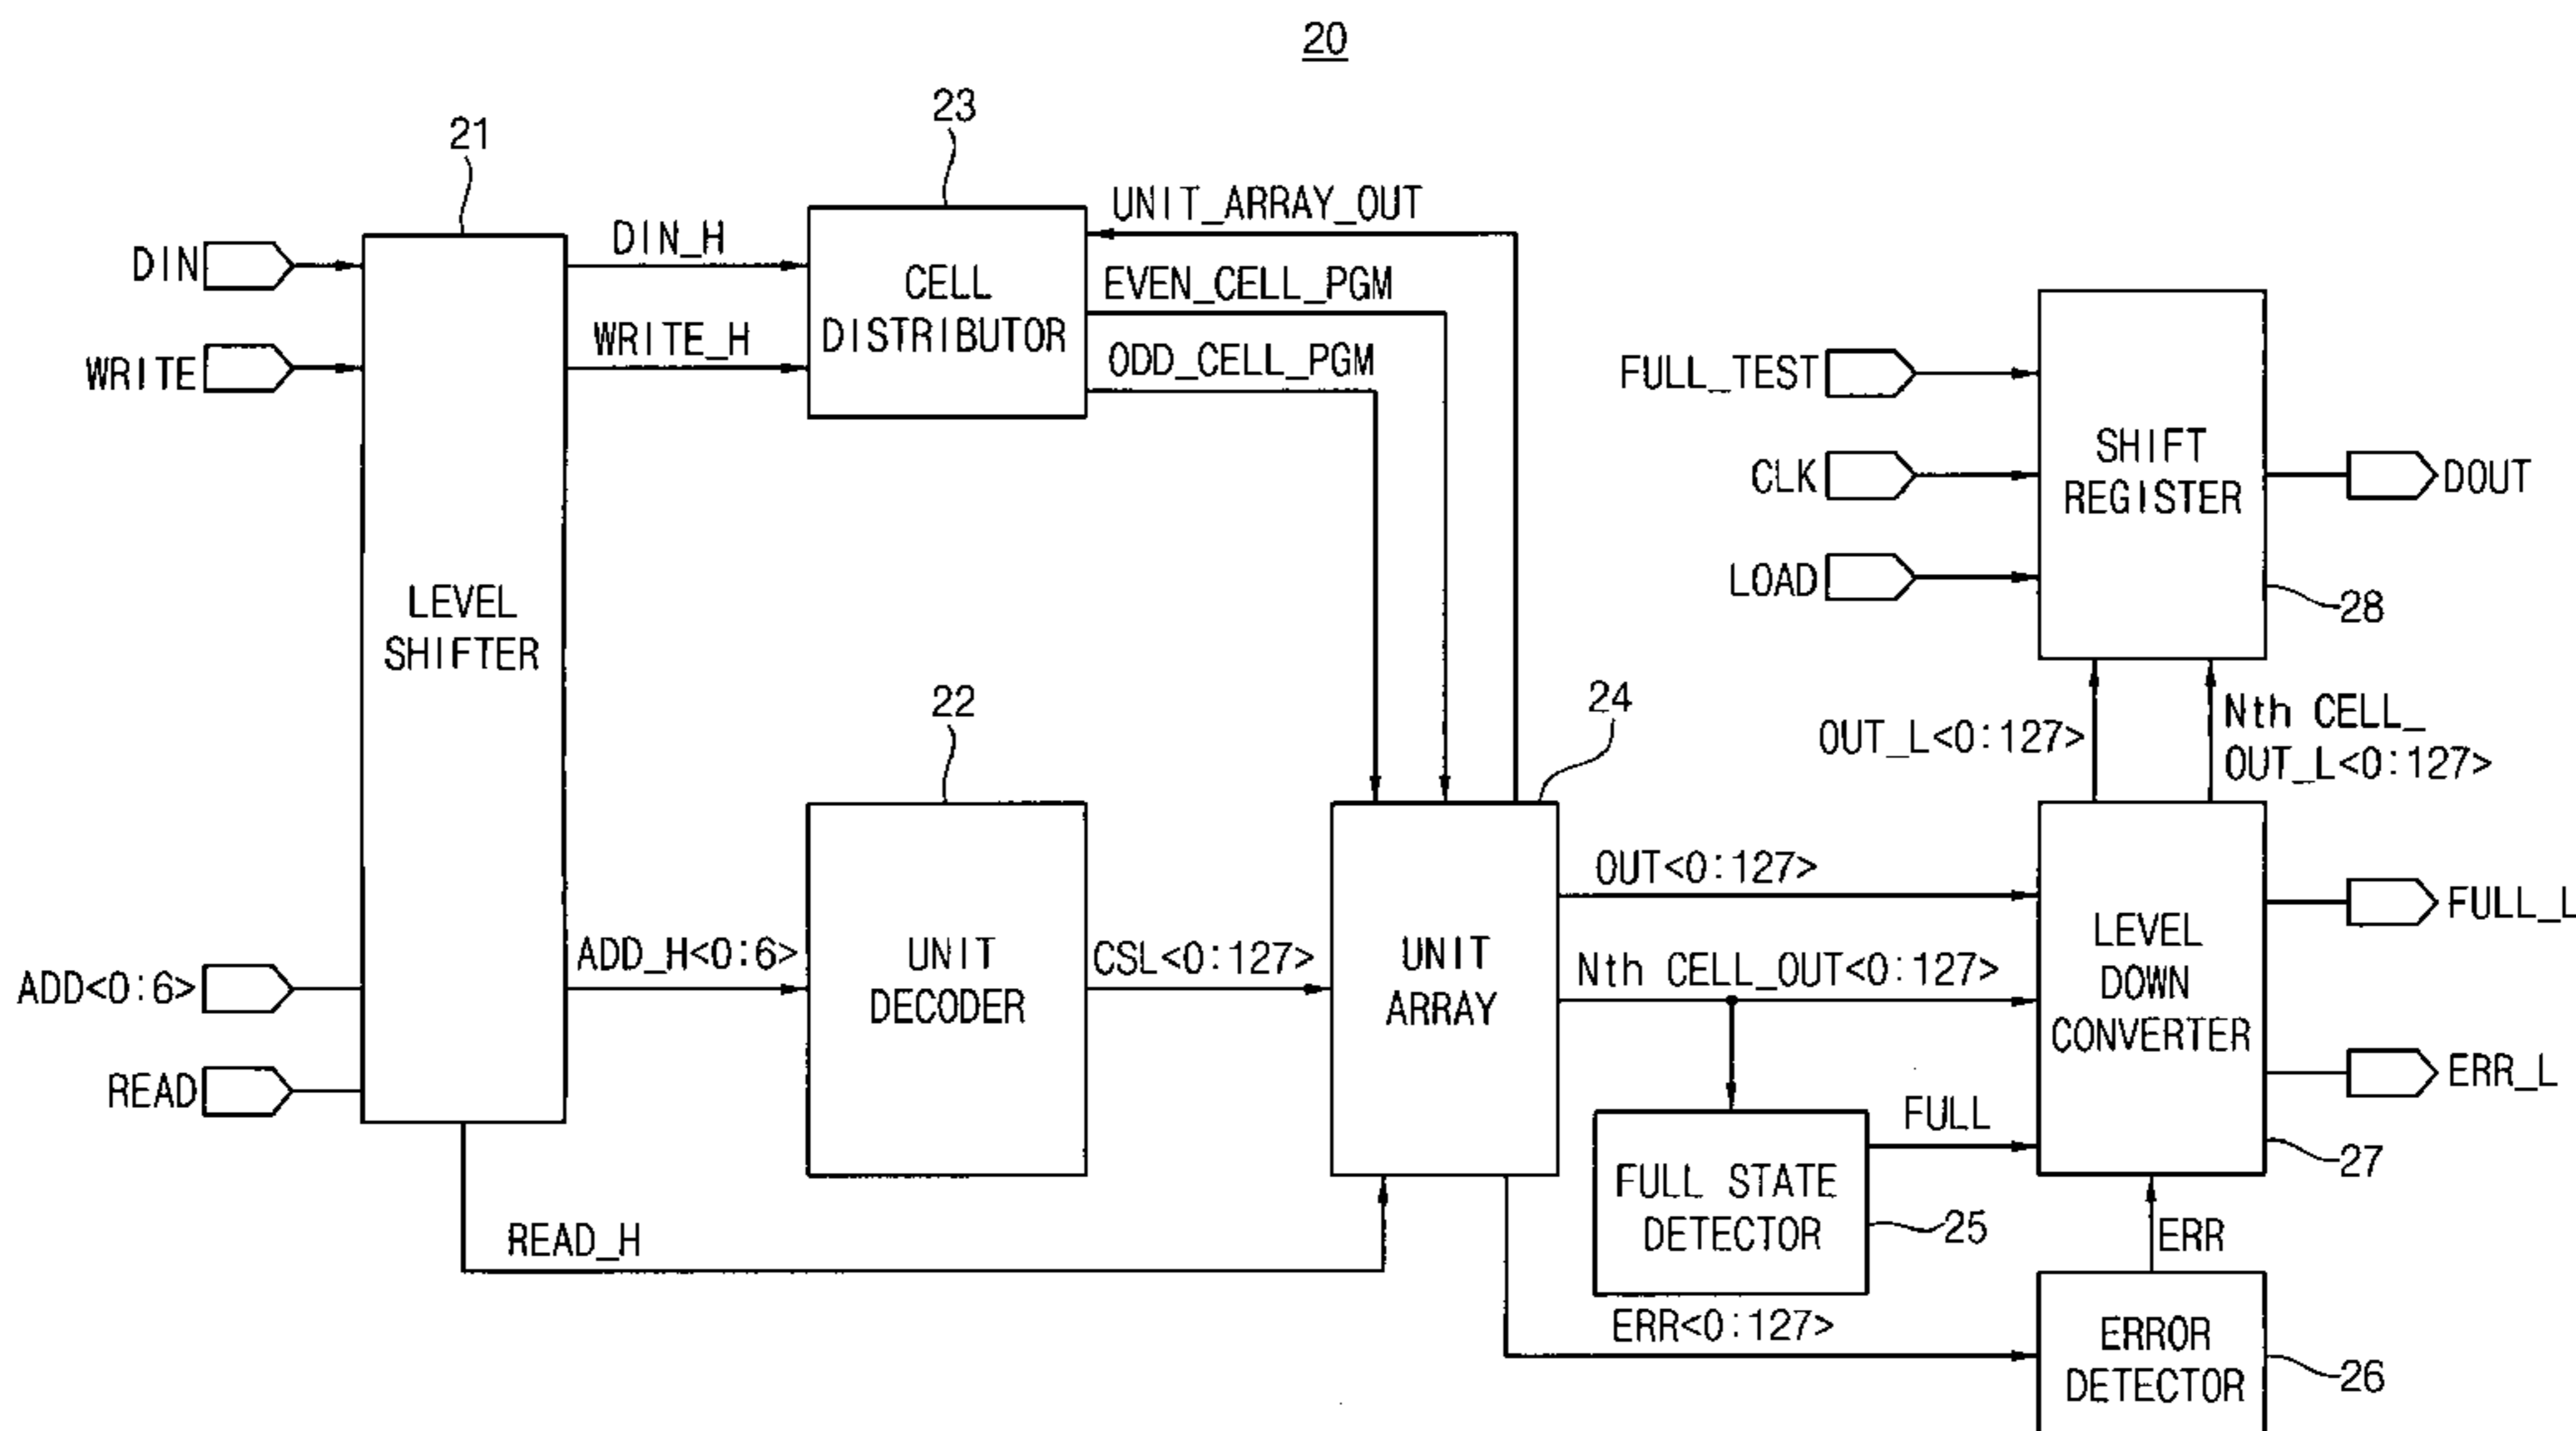 20
21
23
DIN
WRITE
DIN_H
WRITE_H
CELL
DISTRIBUTOR
UNIT_ARRAY_OUT
EVEN_CELL_PGM
ODD_CELL_PGM
LEVEL
SHIFTER
FULL_TEST
CLK
LOAD
SHIFT
REGISTER
DOUT
28
22
24
OUT_L<0:127>
Nth CELL_
OUT_L<0:127>
ADD<0:6>
READ
ADD_H<0:6>
UNIT
DECODER
CSL<0:127>
UNIT
ARRAY
OUT<0:127>
Nth CELL_OUT<0:127>
LEVEL
DOWN
CONVERTER
FULL_L
ERR_L
27
FULL
FULL STATE
DETECTOR
25
READ_H
ERR
ERR<0:127>
ERROR
DETECTOR
26